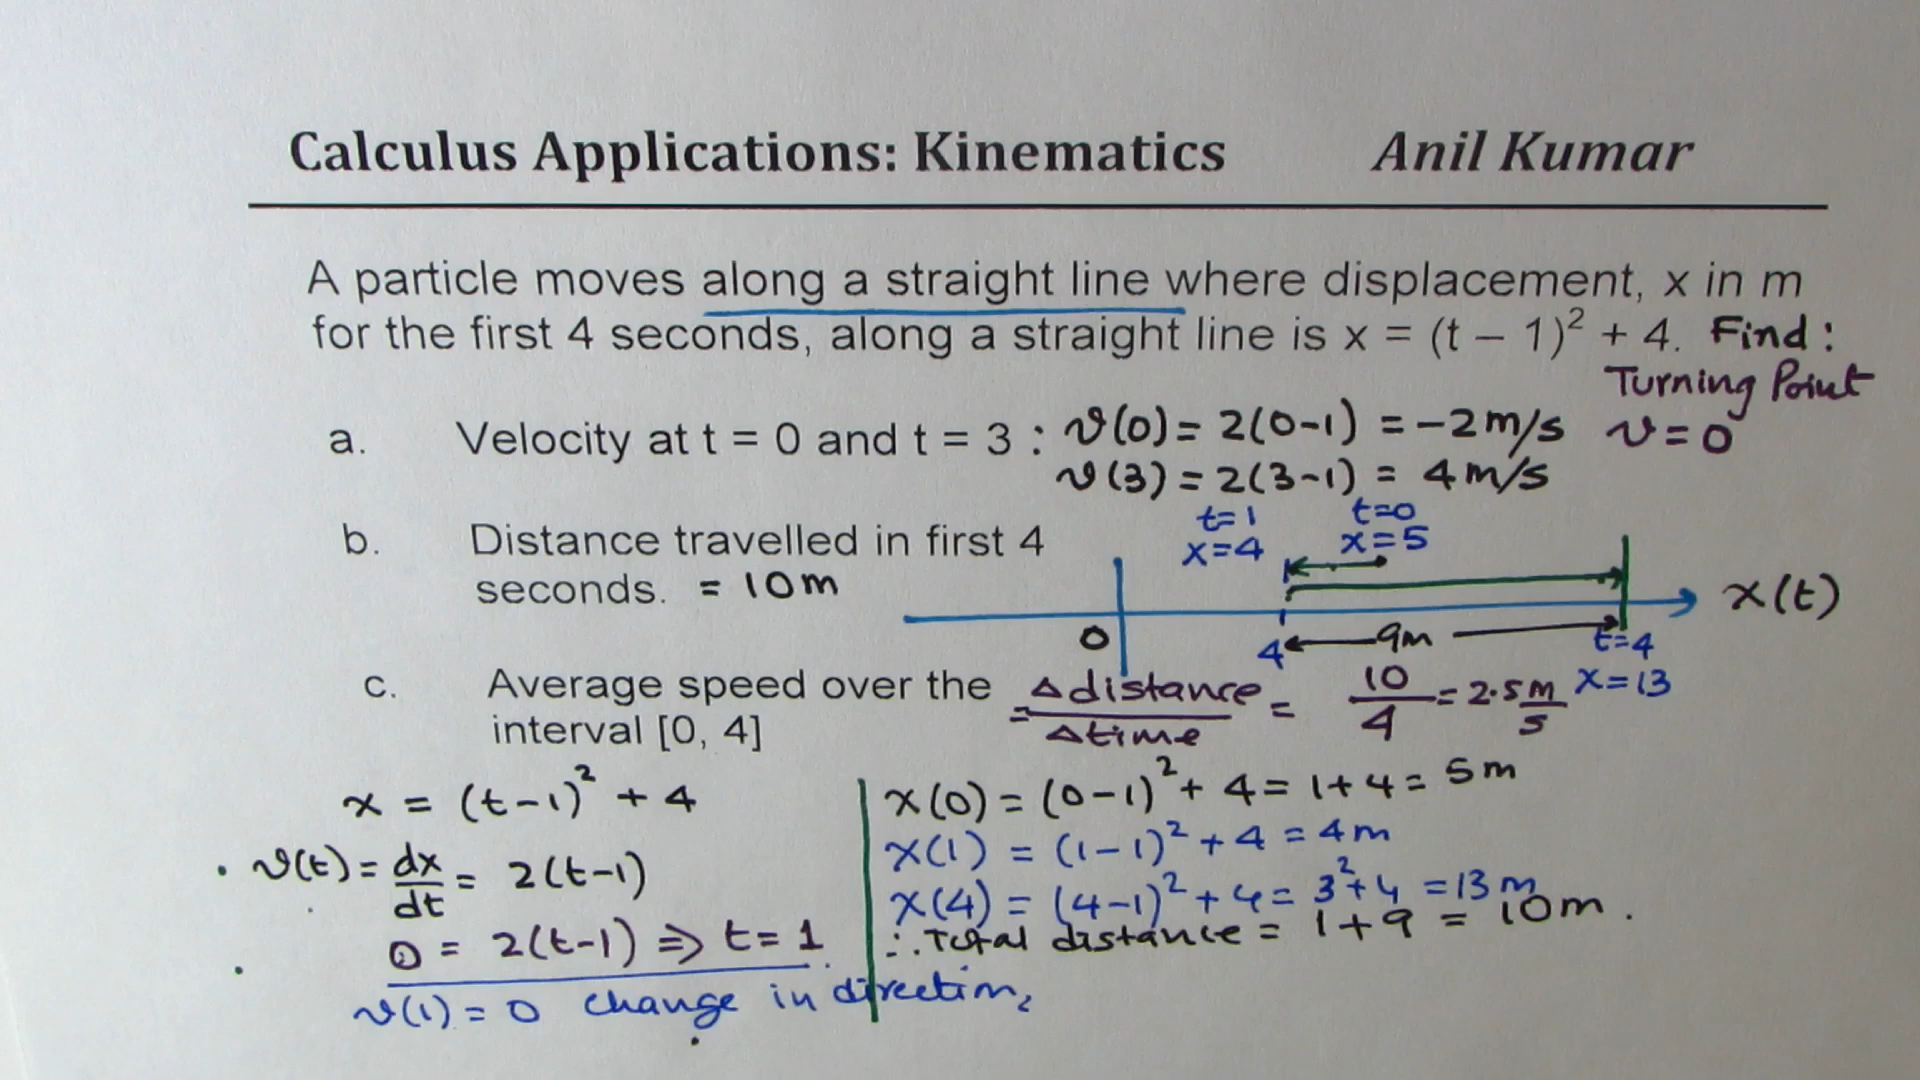 Calculus Applications: Kinematics Anil Kumar
A particle moves along a straight line where displacement, x in m
for the first 4 seconds, along a straight line is x = (t – 1)² + 4. Find:
Turning Point
a. Velocity at t = 0 and t = 3 : v(0) = 2(0-1) = -2 m/s v = 0
v(3) = 2(3-1) = 4 m/s
t=1 t=0
b. Distance travelled in first 4 x=4 x=5
seconds. = 10m x(t)
0 4 9m t=4
c. Average speed over the = Δdistance/Δtime = 10/4 = 2.5 m/s x=13
interval [0, 4]
x = (t-1)² + 4
v(t) = dx/dt = 2(t-1)
0 = 2(t-1) ⇒ t = 1
v(1) = 0 change in direction,
x(0) = (0-1)² + 4 = 1+4 = 5m
x(1) = (1-1)² + 4 = 4m
x(4) = (4-1)² + 4 = 3²+4 = 13m
∴ Total distance = 1+9 = 10m.